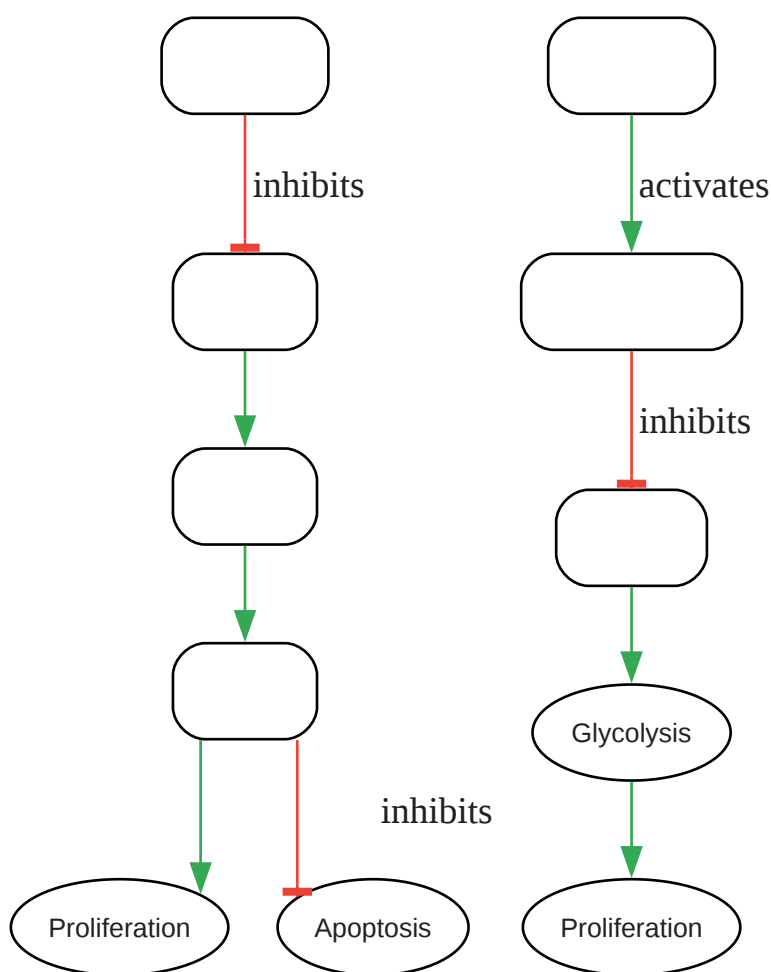 inhibits
activates
inhibits
Glycolysis
inhibits
Proliferation
Apoptosis
Proliferation